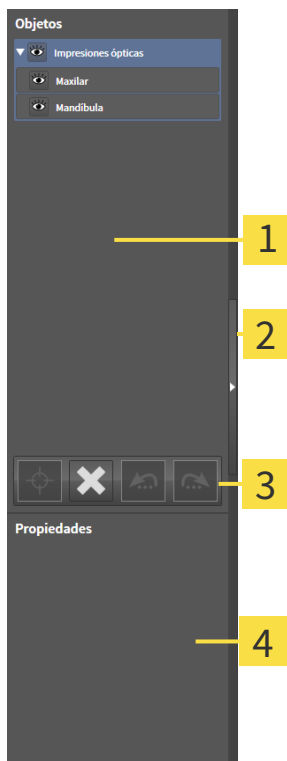 Objetos
Impresiones ópticas
Maxilar
Mandíbula
1
2
3
Propiedades
4